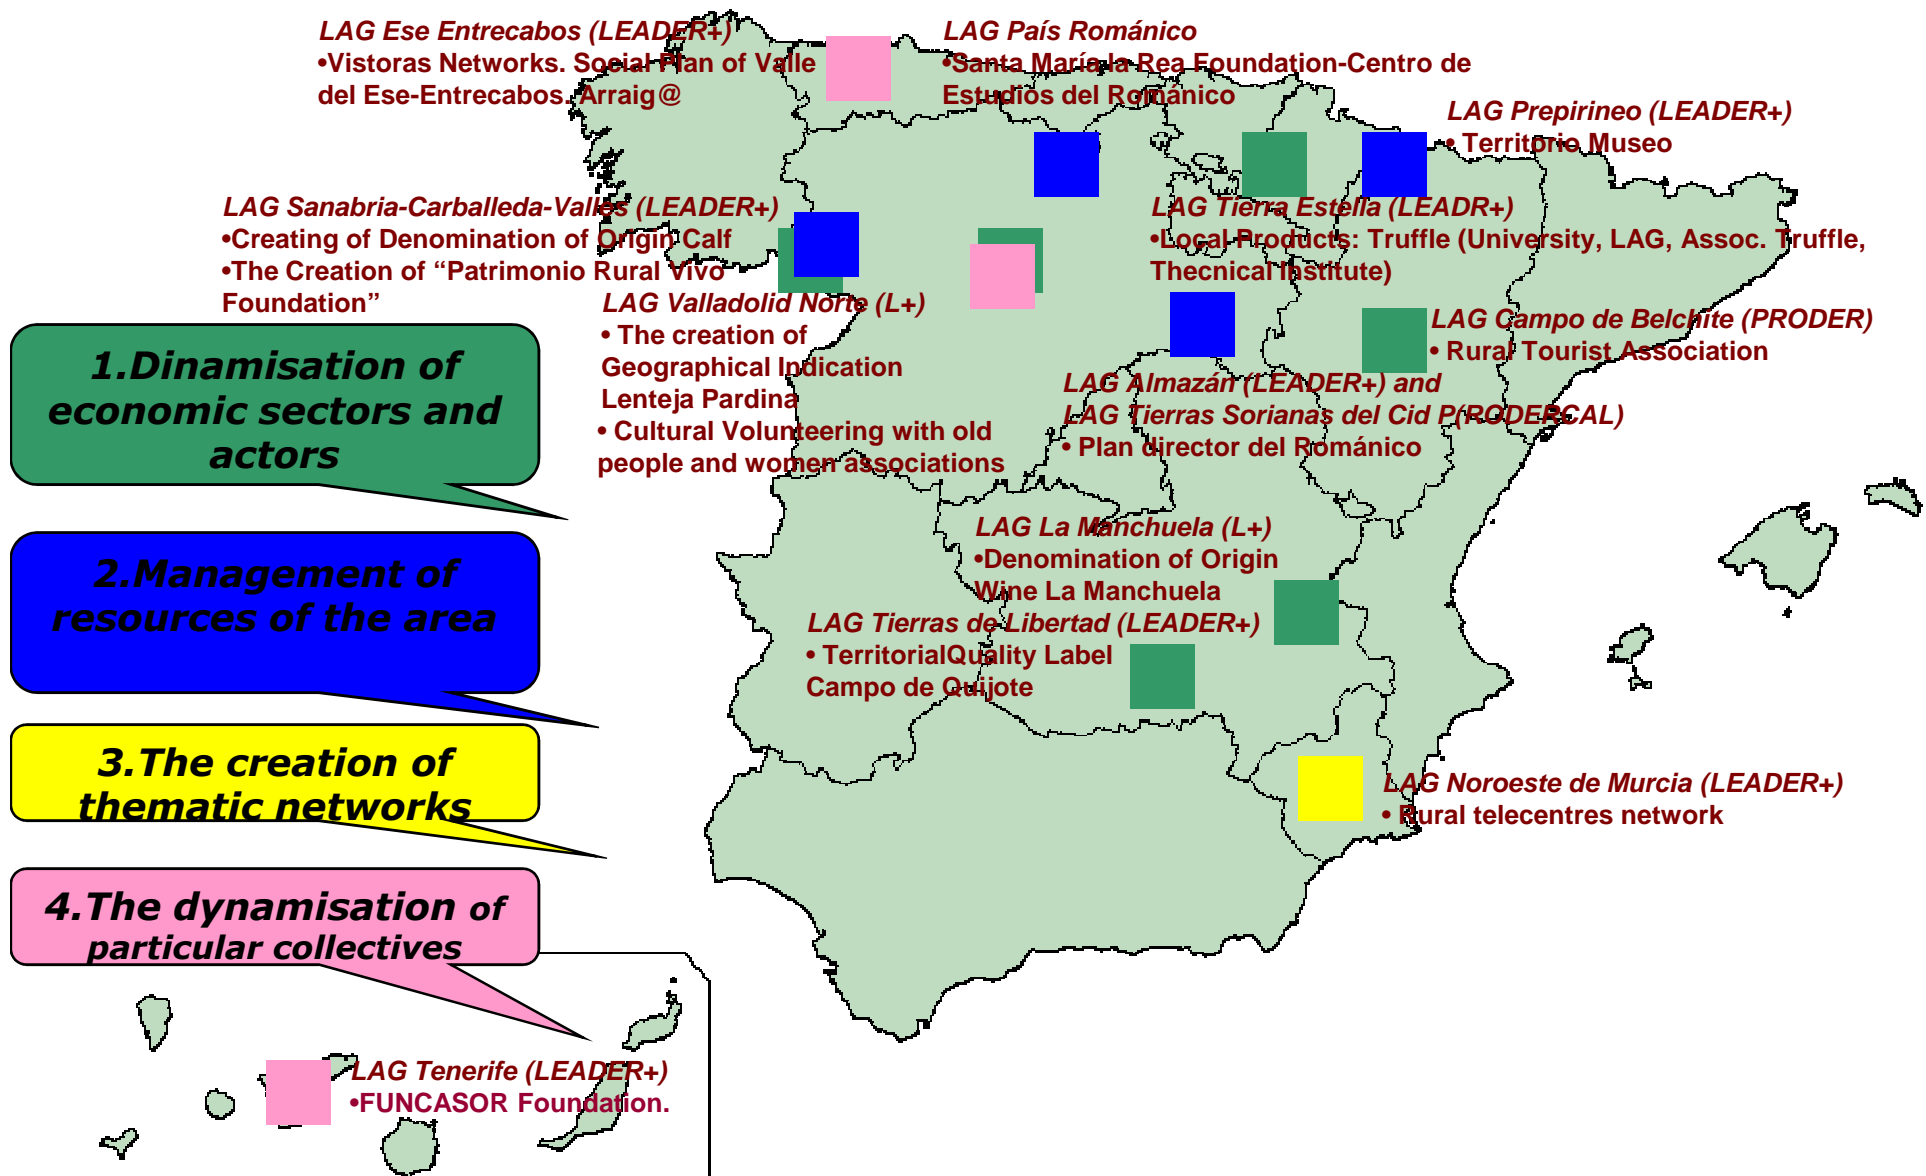 LAG Ese Entrecabos (LEADER+)
•Vistoras Networks. Social Plan of Valle
del Ese-Entrecabos. Arraig@
LAG País Románico
•Santa María la Rea Foundation-Centro de
Estudios del Románico
LAG Prepirineo (LEADER+)
• Territorio Museo
LAG Sanabria-Carballeda-Valles (LEADER+)
•Creating of Denomination of Origin Calf
•The Creation of “Patrimonio Rural Vivo
Foundation”
LAG Tierra Estella (LEADR+)
•Local Products: Truffle (University, LAG, Assoc. Truffle,
Thecnical Institute)
LAG Valladolid Norte (L+)
• The creation of
Geographical Indication
Lenteja Pardina
• Cultural Volunteering with old
people and women associations
LAG Campo de Belchite (PRODER)
• Rural Tourist Association
LAG Almazán (LEADER+) and
LAG Tierras Sorianas del Cid P(RODERCAL)
• Plan director del Románico
1.Dinamisation of
economic sectors and
actors
LAG La Manchuela (L+)
•Denomination of Origin
Wine La Manchuela
2.Management of
resources of the area
LAG Tierras de Libertad (LEADER+)
• TerritorialQuality Label
Campo de Quijote
3.The creation of
thematic networks
LAG Noroeste de Murcia (LEADER+)
• Rural telecentres network
4.The dynamisation of
particular collectives
LAG Tenerife (LEADER+)
•FUNCASOR Foundation.